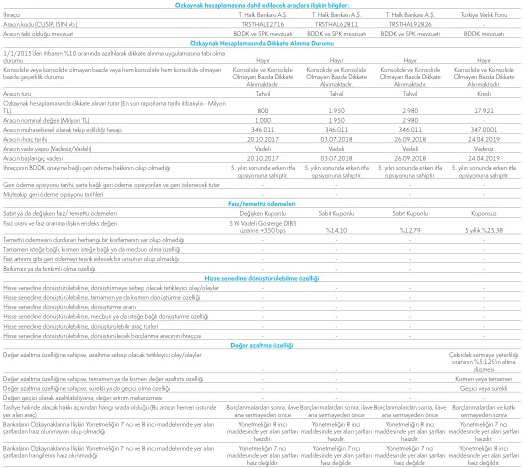 Özkaynak hesaplamasına dahil edilecek araçlara ilişkin bilgiler:
İhraççı T. Halk Bankası A.Ş. T. Halk Bankası A.Ş. T. Halk Bankası A.Ş. Türkiye Varlık Fonu
Aracın kodu (CUSIP, ISIN vb.) TRSTHALE2716 TRSTHAL62811 TRSTHAL92826 -
Aracın tabi olduğu mevzuat BDDK ve SPK mevzuatı BDDK ve SPK mevzuatı BDDK ve SPK mevzuatı BDDK mevzuatı
Özkaynak Hesaplamasında Dikkate Alınma Durumu
1/1/2015'den itibaren %10 oranında azaltılarak dikkate alınma uygulamasına tabi olma
durumu Hayır Hayır Hayır Hayır
Konsolide veya konsolide olmayan bazda veya hem konsolide hem konsolide olmayan
bazda geçerlilik durumu
Konsolide ve Konsolide Olmayan Bazda Dikkate Alınmaktadır.
Konsolide ve Konsolide Olmayan Bazda Dikkate Alınmaktadır.
Konsolide ve Konsolide Olmayan Bazda Dikkate Alınmaktadır.
Konsolide ve Konsolide Olmayan Bazda Dikkate Alınmaktadır.
Aracın türü Tahvil Tahvil Tahvil Kredi
Özkaynak hesaplamasında dikkate alınan tutar (En son raporlama tarihi itibarıyla - Milyon
TL) 800 1.950 2.980 17.921
Aracın nominal değeri (Milyon TL) 1.000 1.950 2.980 -
Aracın muhasebesel olarak takip edildiği hesap 346.011 346.011 346.011 347.0001
Aracın ihraç tarihi 20.10.2017 03.07.2018 26.09.2018 24.04.2019
Aracın vade yapısı (Vadesiz/Vadeli) Vadeli Vadeli Vadeli Vadesiz
Aracın başlangıç vadesi 20.10.2017 03.07.2018 26.09.2018 24.04.2019
İhraççının BDDK onayına bağlı geri ödeme hakkının olup olmadığı
5. yılın sonunda erken itfa opsiyonuna sahiptir.
5. yılın sonunda erken itfa opsiyonuna sahiptir.
5. yılın sonunda erken itfa opsiyonuna sahiptir.
5. yılın sonunda erken itfa opsiyonuna sahiptir.
Geri ödeme opsiyonu tarihi, şarta bağlı geri ödeme opsiyonları ve geri ödenecek tutar - - - -
Müteakip geri ödeme opsiyonu tarihleri - - - -
Faiz/temettü ödemeleri
Sabit ya da değişken faiz/ temettü ödemeleri Değişken Kuponlu Sabit Kuponlu Sabit Kuponlu Kuponsuz
Faiz oranı ve faiz oranına ilişkin endeks değeri
5 Yıl Vadeli Gösterge DİBS üzerine +350 bps
%14,10 %12,79 5 yıllık %25,38
Temettü ödemesini durduran herhangi bir kısıtlamanın var olup olmadığı - - - -
Tamamen isteğe bağlı, kısmen isteğe bağlı ya da mecburi olma özelliği - - - -
Faiz artırımı gibi geri ödemeyi teşvik edecek bir unsurun olup olmadığı - - - -
Birikimsiz ya da birikimli olma özelliği - - - -
Hisse senedine dönüştürülebilme özelliği
Hisse senedine dönüştürülebilirse, dönüştürmeye sebep olacak tetikleyici olay/olaylar - - - -
Hisse senedine dönüştürülebilirse, tamamen ya da kısmen dönüştürme özelliği - - - -
Hisse senedine dönüştürülebilirse, dönüştürme oranı - - - -
Hisse senedine dönüştürülebilirse, mecburi ya da isteğe bağlı dönüştürme özelliği - - - -
Hisse senedine dönüştürülebilirse, dönüştürülebilir araç türleri - - - -
Hisse senedine dönüştürülebilirse, dönüştürülecek borçlanma aracının ihraççısı - - - -
Değer azaltma özelliği
Değer azaltma özelliğine sahipse, azaltıma sebep olacak tetikleyici olay/olaylar - - -
Çekirdek sermaye yeterliliği oranının %5,125'in altına düşmesi
Değer azaltma özelliğine sahipse, tamamen ya da kısmen değer azaltımı özelliği - - - Kısmen veya tamamen
Değer azaltma özelliğine sahipse, sürekli ya da geçici olma özelliği - - - Geçici veya sürekli
Değeri geçici olarak azaltılabiliyorsa, değer artırım mekanizması - - - -
Tasfiye halinde alacak hakkı açısından hangi sırada olduğu (Bu aracın hemen üstünde
yer alan araç)
Borçlanmalardan sonra, ilave ana sermayeden önce
Borçlanmalardan sonra, ilave ana sermayeden önce
Borçlanmalardan sonra, ilave ana sermayeden önce
Borçlanmalardan ve katkı sermayeden sonra
Bankaların Özkaynaklarına İlişkin Yönetmeliğin 7 nci ve 8 inci maddelerinde yer alan
şartlardan haiz olunmayan olup olmadığı
Yönetmeliğin 8 inci maddesinde yer alan şartları haizdir.
Yönetmeliğin 8 inci maddesinde yer alan şartları haizdir.
Yönetmeliğin 8 inci maddesinde yer alan şartları haizdir.
Yönetmeliğin 7 nci maddesinde yer alan şartları haizdir.
Bankaların Özkaynaklarına İlişkin Yönetmeliğin 7 nci ve 8 inci maddelerinde yer alan
şartlardan hangilerini haiz olunmadığı
Yönetmeliğin 7 nci maddesinde yer alan şartları haiz değildir.
Yönetmeliğin 7 nci maddesinde yer alan şartları haiz değildir.
Yönetmeliğin 7 nci maddesinde yer alan şartları haiz değildir.
Yönetmeliğin 8 inci maddesinde yer alan şartları haiz değildir.